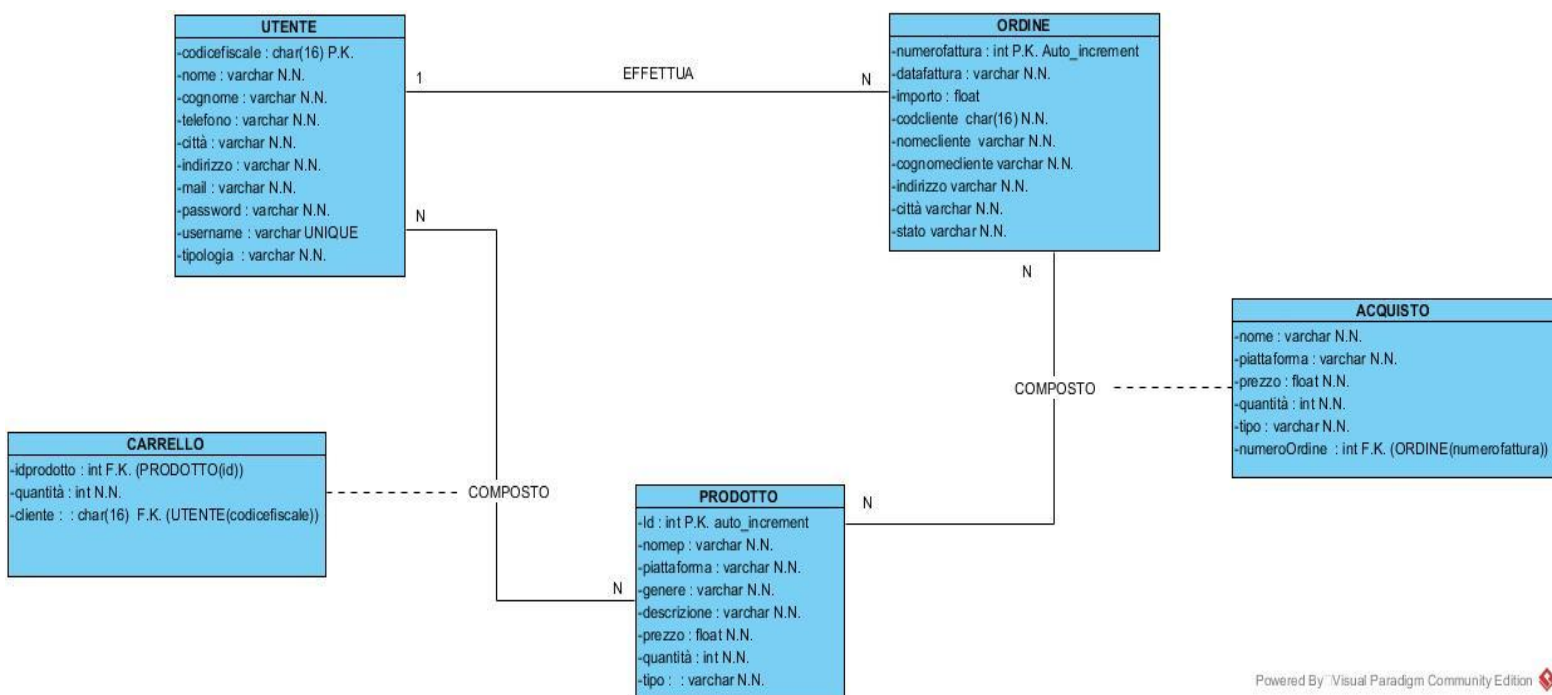 UTENTE
-codicefiscale : char(16) P.K.
-nome : varchar N.N.
-cognome : varchar N.N.
-telefono : varchar N.N.
-città : varchar N.N.
-indirizzo : varchar N.N.
-mail : varchar N.N.
-password : varchar N.N.
-username : varchar UNIQUE
-tipologia : varchar N.N.
1
EFFETTUA
N
ORDINE
-numerofattura : int P.K. Auto_increment
-datafattura : varchar N.N.
-importo : float
-codcliente char(16) N.N.
-nomecliente varchar N.N.
-cognomecliente varchar N.N.
-indirizzo varchar N.N.
-città varchar N.N.
-stato varchar N.N.
N
N
ACQUISTO
-nome : varchar N.N.
-piattaforma : varchar N.N.
-prezzo : float N.N.
-quantità : int N.N.
-tipo : varchar N.N.
-numeroOrdine : int F.K. (ORDINE(numerofattura))
COMPOSTO
CARRELLO
-idprodotto : int F.K. (PRODOTTO(id))
-quantità : int N.N.
-cliente : : char(16) F.K. (UTENTE(codicefiscale))
COMPOSTO
N
N
PRODOTTO
-Id : int P.K. auto_increment
-nomep : varchar N.N.
-piattaforma : varchar N.N.
-genere : varchar N.N.
-descrizione : varchar N.N.
-prezzo : float N.N.
-quantità : int N.N.
-tipo : : varchar N.N.
Powered By Visual Paradigm Community Edition